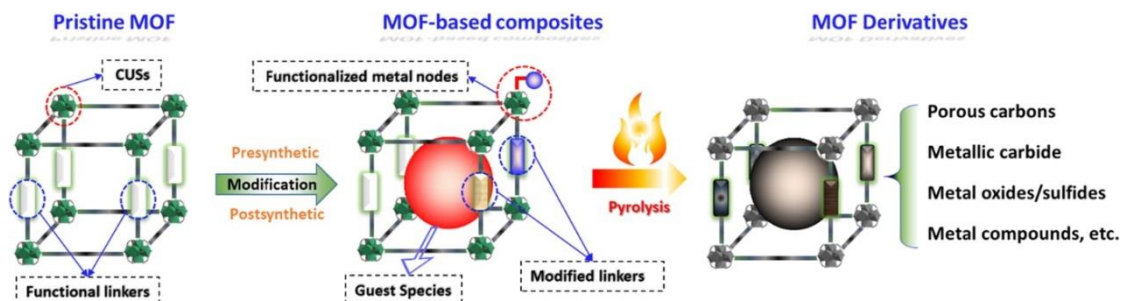 Pristine MOF
MOF-based composites
MOF Derivatives
CUSs
Functionalized metal nodes
Presynthetic
Modification
Postsynthetic
Pyrolysis
Porous carbons
Metallic carbide
Metal oxides/sulfides
Metal compounds, etc.
Functional linkers
Guest Species
Modified linkers